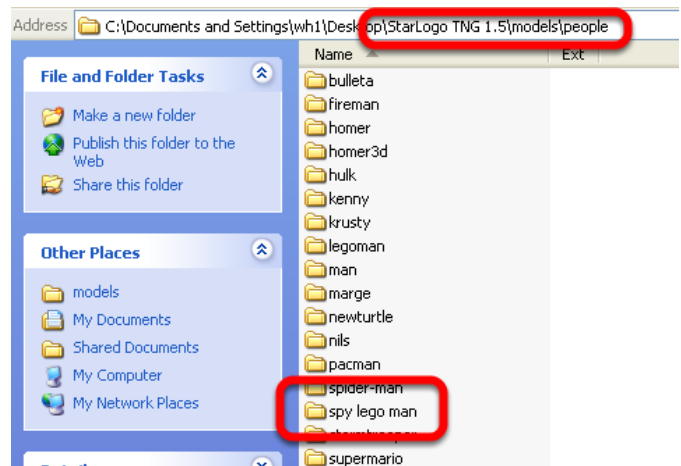 Address C:\Documents and Settings\wh1\Desktop\StarLogo TNG 1.5\models\people
Name Ext
File and Folder Tasks
Make a new folder
Publish this folder to the
Web
Share this folder
Other Places
models
My Documents
Shared Documents
My Computer
My Network Places
bulleta
fireman
homer
homer3d
hulk
kenny
krusty
legoman
man
marge
newturtle
nils
pacman
spider-man
spy lego man
stormtrooper
supermario